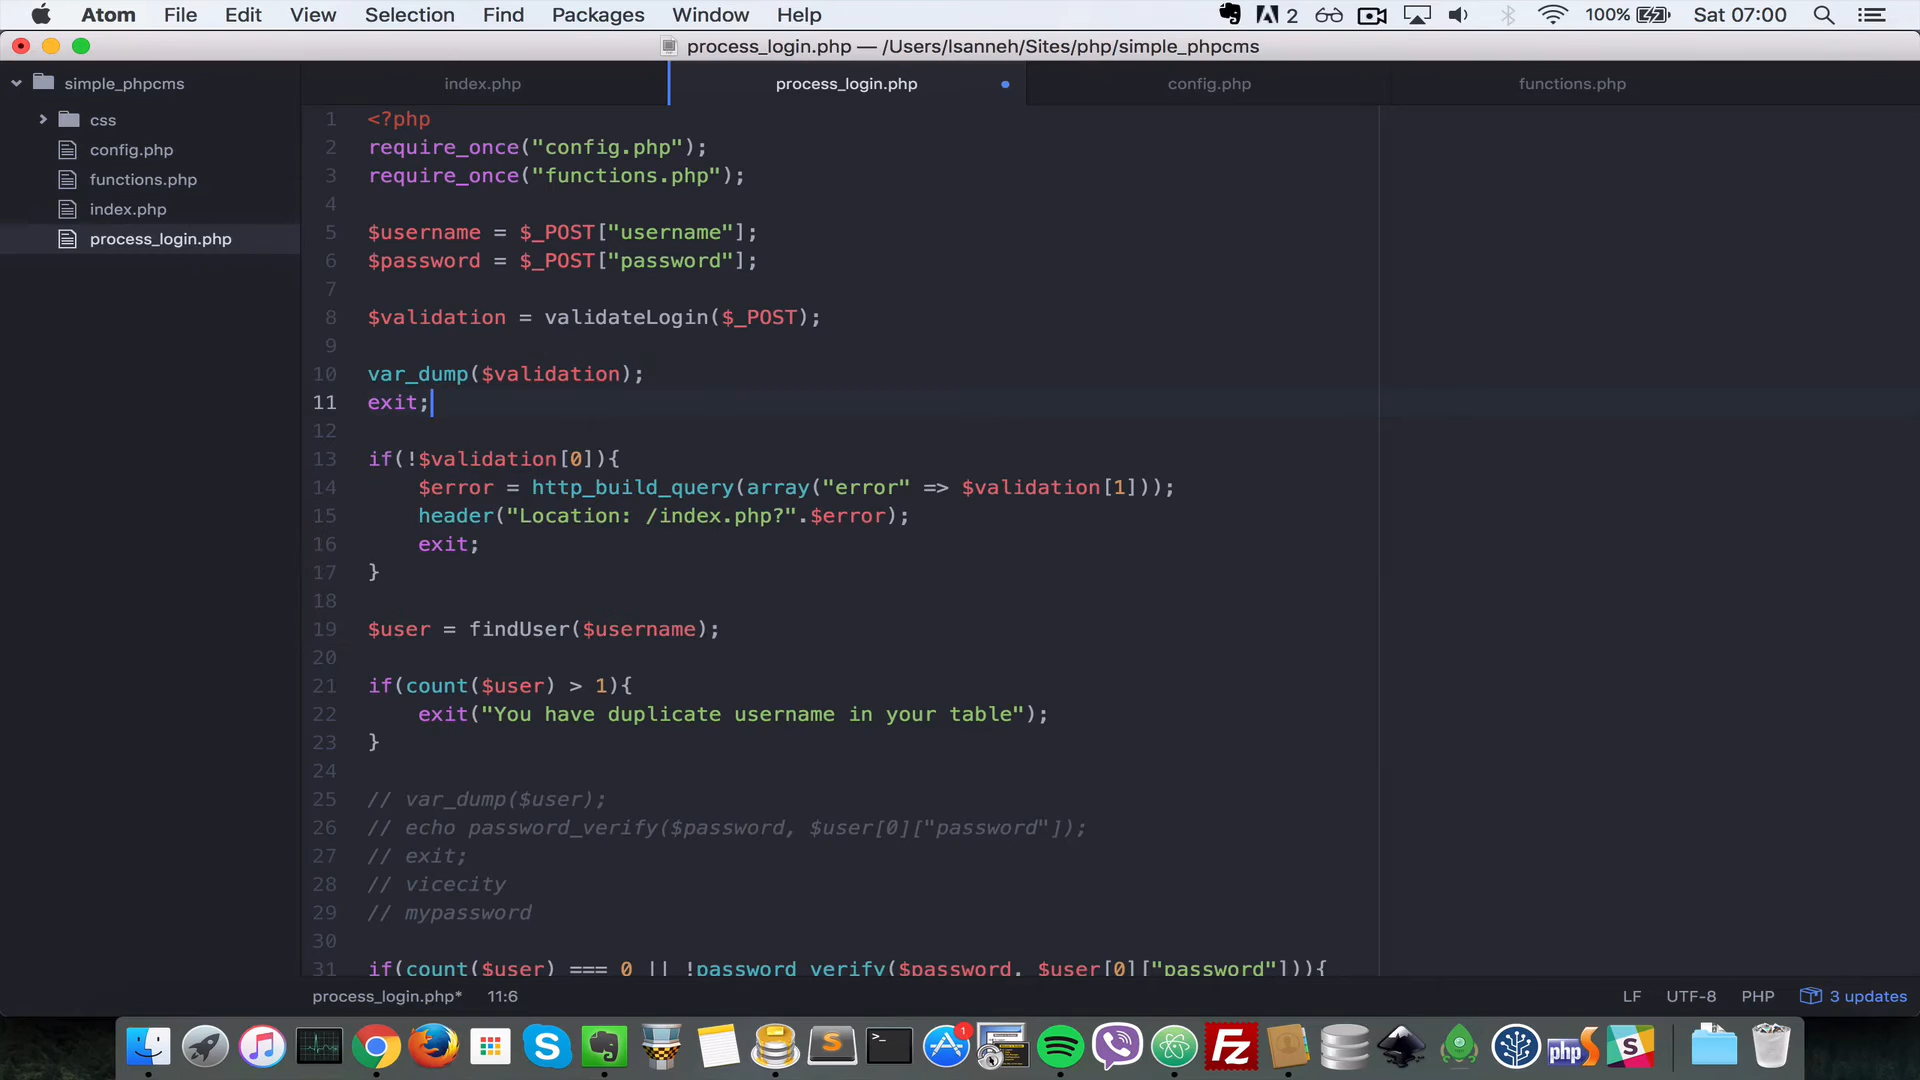 Atom File Edit View Selection Find Packages Window Help 2 100% Sat 07:00
process_login.php — /Users/lsanneh/Sites/php/simple_phpcms
simple_phpcms
css
config.php
functions.php
index.php
process_login.php
index.php process_login.php config.php functions.php
1 <?php
2 require_once("config.php");
3 require_once("functions.php");
4
5 $username = $_POST["username"];
6 $password = $_POST["password"];
7
8 $validation = validateLogin($_POST);
9
10 var_dump($validation);
11 exit;
12
13 if(!$validation[0]){
14 $error = http_build_query(array("error" => $validation[1]));
15 header("Location: /index.php?".$error);
16 exit;
17 }
18
19 $user = findUser($username);
20
21 if(count($user) > 1){
22 exit("You have duplicate username in your table");
23 }
24
25 // var_dump($user);
26 // echo password_verify($password, $user[0]["password"]);
27 // exit;
28 // vicecity
29 // mypassword
30
31 if(count($user) === 0 || !password_verify($password, $user[0]["password"])){
process_login.php* 11:6 LF UTF-8 PHP 3 updates
1
php